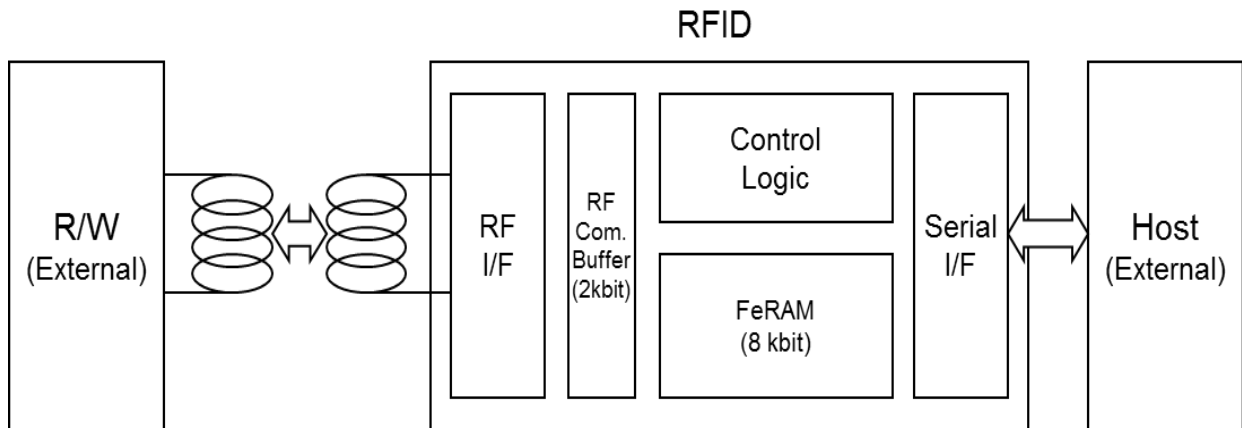 RFID
R/W
(External)
RF
I/F
RF
Com.
Buffer
(2kbit)
Control
Logic
FeRAM
(8 kbit)
Serial
I/F
Host
(External)